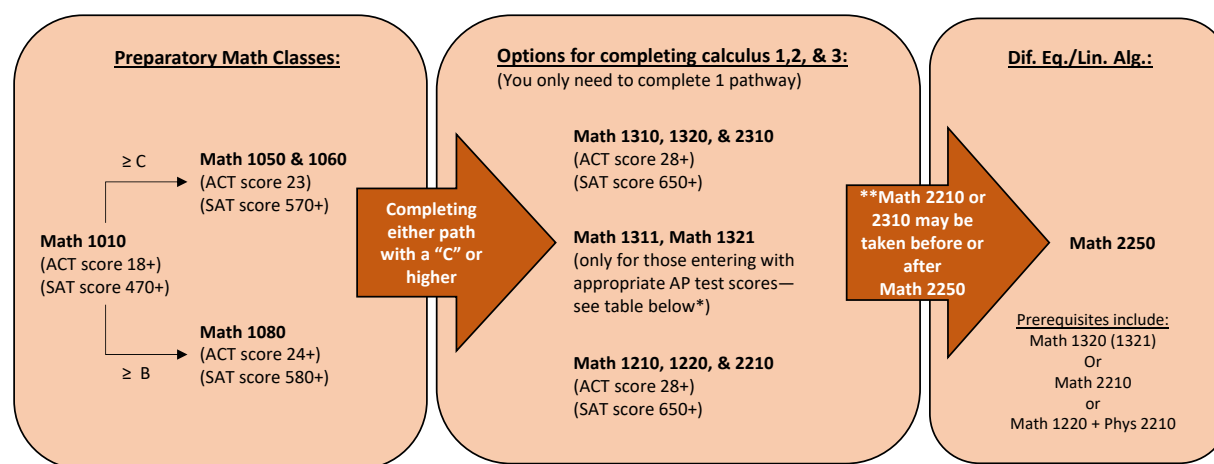 Preparatory Math Classes:
≥ C
Math 1050 & 1060
(ACT score 23)
(SAT score 570+)
Math 1010
(ACT score 18+)
(SAT score 470+)
Math 1080
(ACT score 24+)
(SAT score 580+)
≥ B
Completing
either path
with a “C” or
higher
Options for completing calculus 1,2, & 3:
(You only need to complete 1 pathway)
Math 1310, 1320, & 2310
(ACT score 28+)
(SAT score 650+)
Math 1311, Math 1321
(only for those entering with
appropriate AP test scores—
see table below*)
Math 1210, 1220, & 2210
(ACT score 28+)
(SAT score 650+)
**Math 2210 or
2310 may be
taken before or
after
Math 2250
Dif. Eq./Lin. Alg.:
Math 2250
Prerequisites include:
Math 1320 (1321)
Or
Math 2210
or
Math 1220 + Phys 2210